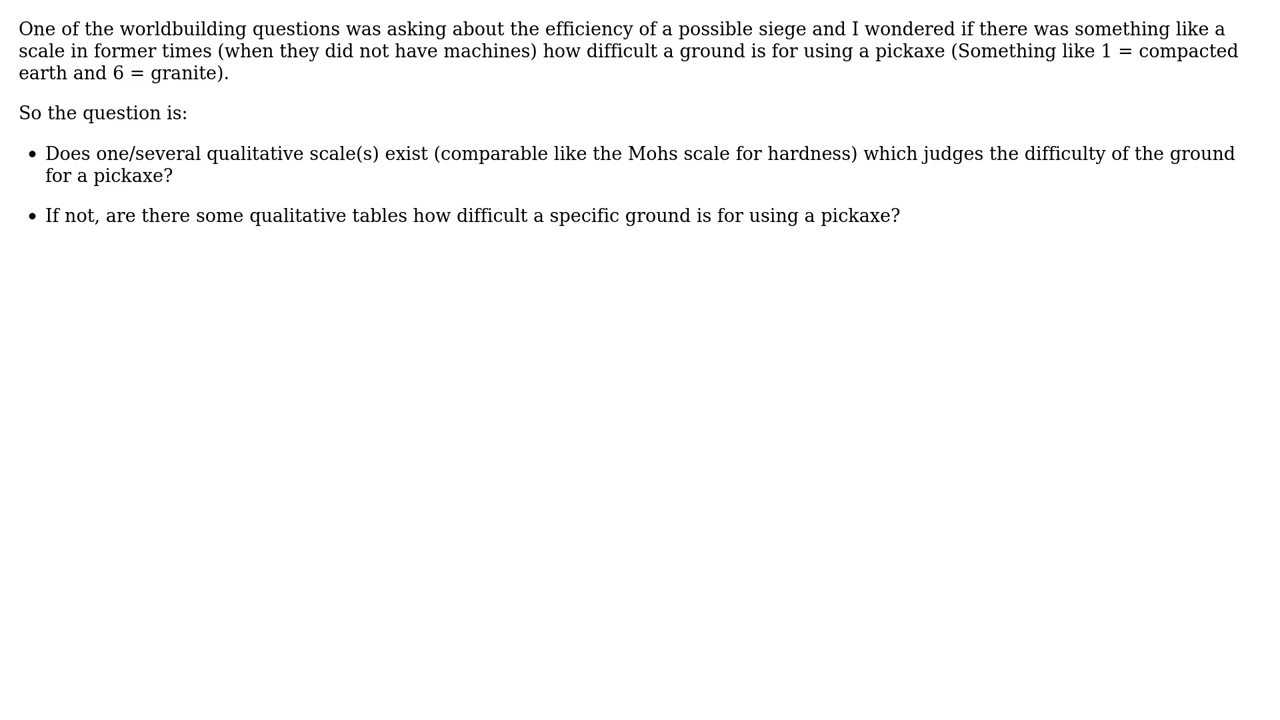 One of the worldbuilding questions was asking about the efficiency of a possible siege and I wondered if there was something like a
scale in former times (when they did not have machines) how difficult a ground is for using a pickaxe (Something like 1 = compacted
earth and 6 = granite).
So the question is:
• Does one/several qualitative scale(s) exist (comparable like the Mohs scale for hardness) which judges the difficulty of the ground
for a pickaxe?
• If not, are there some qualitative tables how difficult a specific ground is for using a pickaxe?